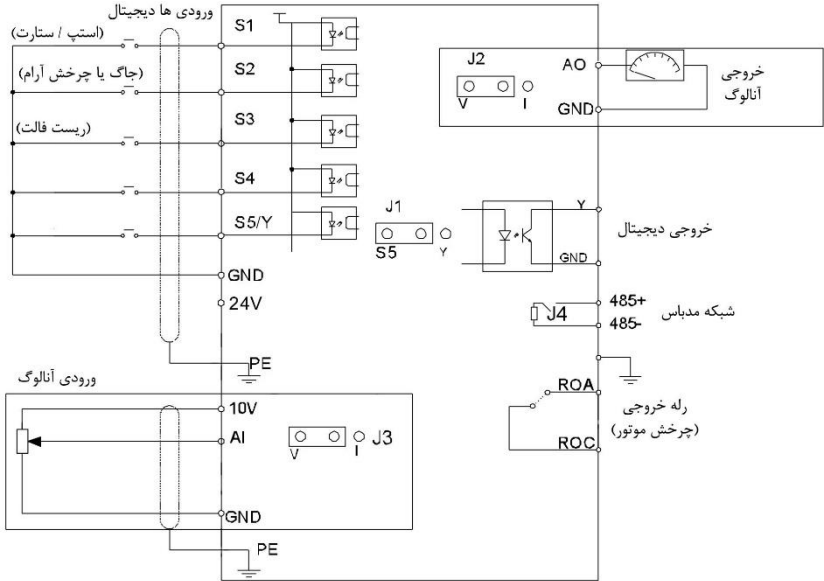 ورودی ها دیجیتال
(استپ / ستارت)
S1
(جاگ یا چرخش آرام)
S2
(ریست فالت)
S3
S4
S5/Y
GND
24V
PE
J2
V
I
AO
GND
خروجی
آنالوگ
J1
S5
Y
Y
GND
خروجی دیجیتال
J4
485+
485-
شبکه مدباس
ROA
ROC
رله خروجی
(چرخش موتور)
ورودی آنالوگ
10V
AI
V
I
J3
GND
PE